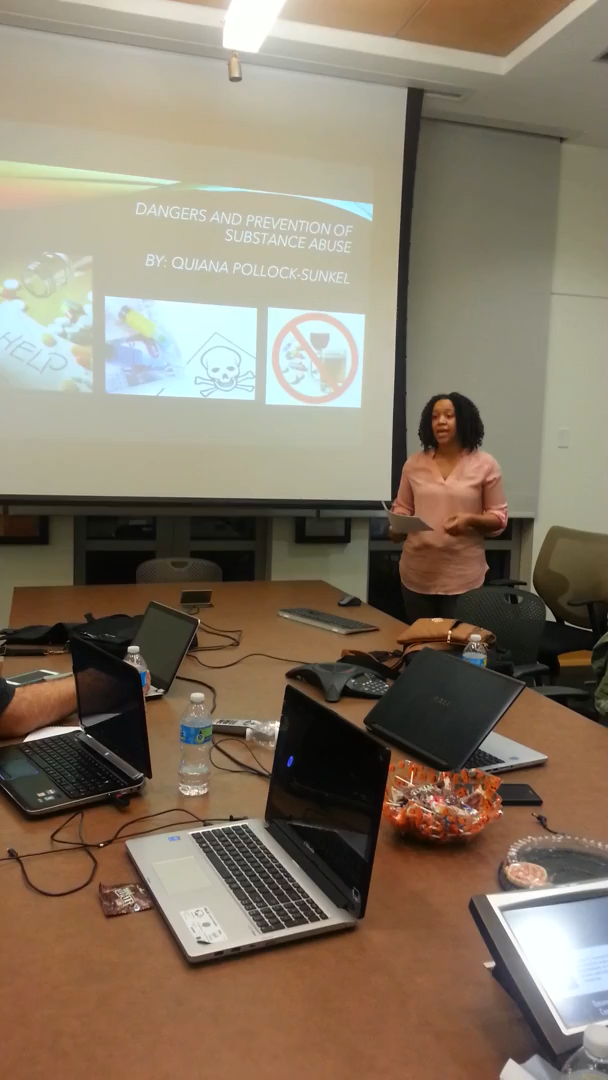 DANGERS AND PREVENTION OF
SUBSTANCE ABUSE
BY: QUIANA POLLOCK-SUNKEL
HELP
DELL